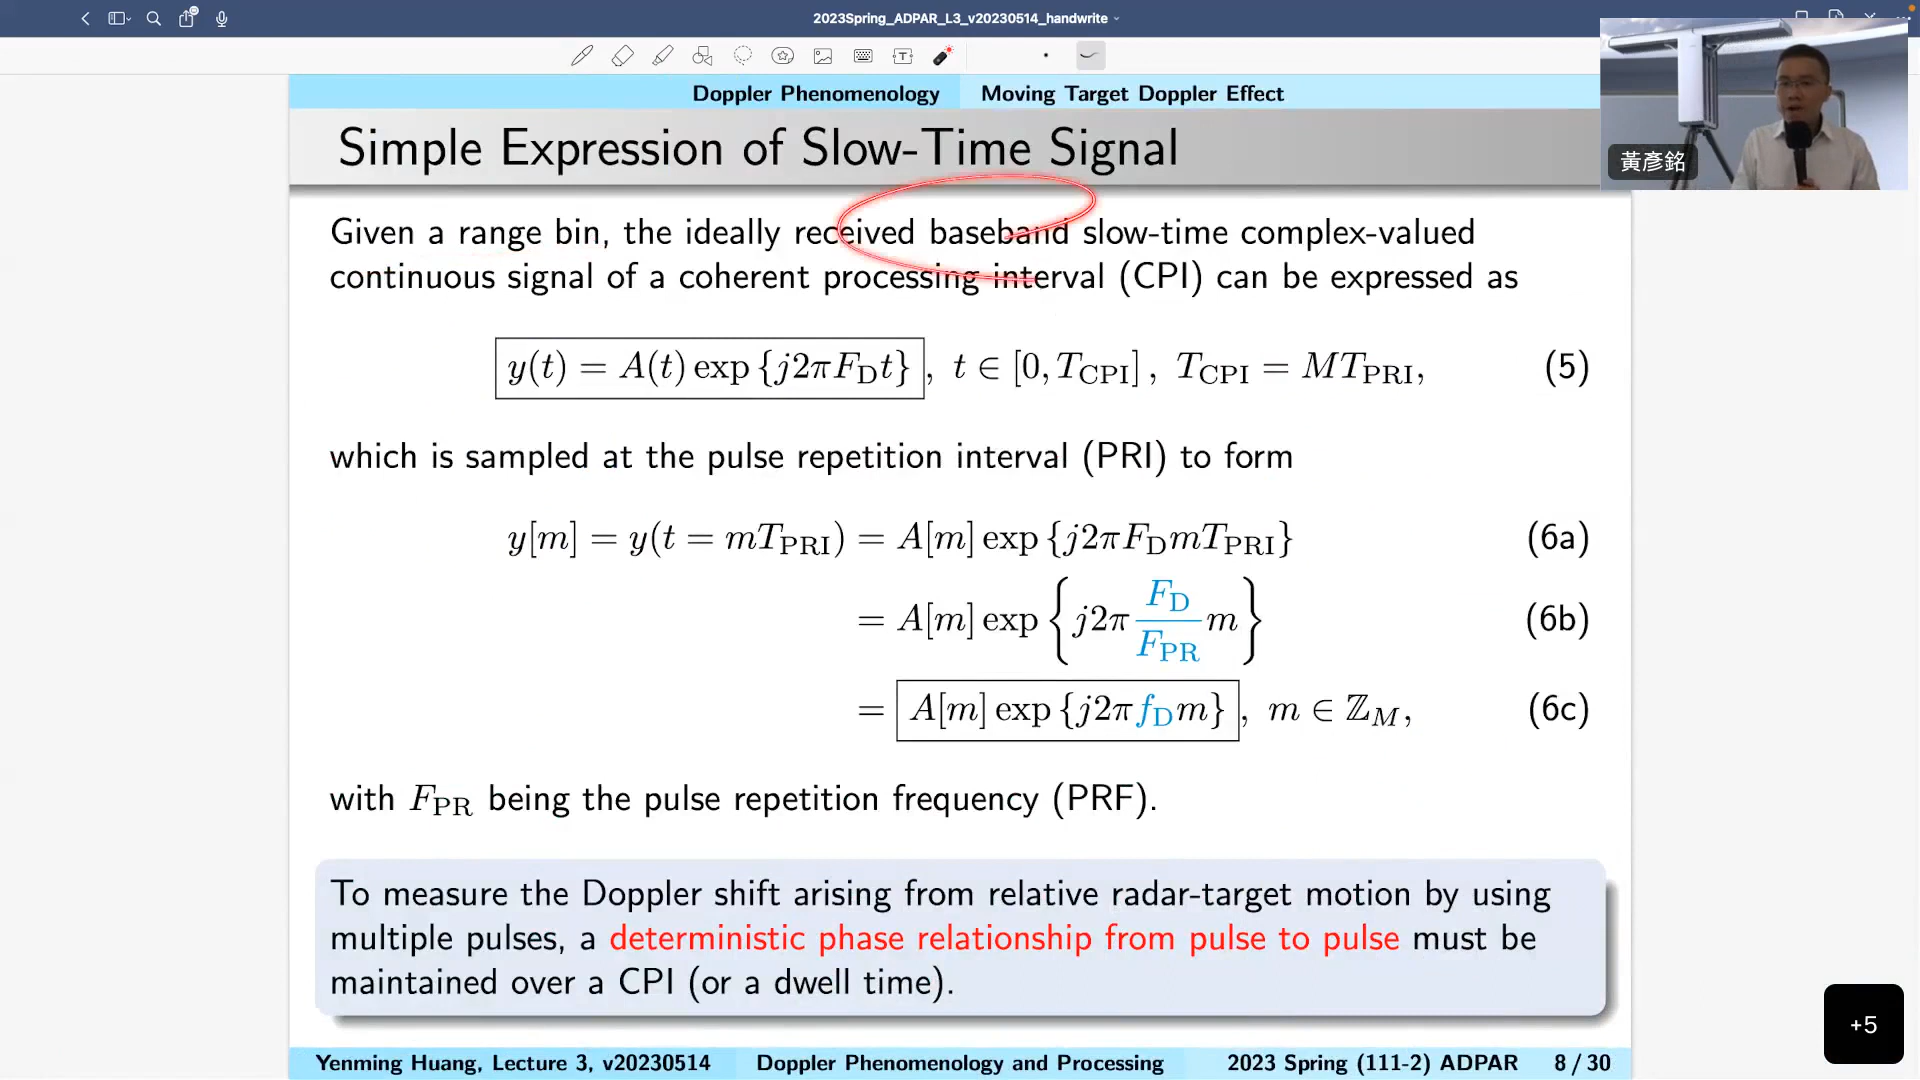 2023Spring_ADPAR_L3_v20230514_handwrite
Doppler Phenomenology Moving Target Doppler Effect
Simple Expression of Slow-Time Signal
黃彥銘
Given a range bin, the ideally received baseband slow-time complex-valued
continuous signal of a coherent processing interval (CPI) can be expressed as
y(t) = A(t) exp {j2πF_D t}, t ∈ [0, T_CPI], T_CPI = MT_PRI, (5)
which is sampled at the pulse repetition interval (PRI) to form
y[m] = y(t = mT_PRI) = A[m] exp {j2πF_D mT_PRI} (6a)
= A[m] exp {j2π F_D/F_PR m} (6b)
= A[m] exp {j2πf_D m}, m ∈ ℤ_M, (6c)
with F_PR being the pulse repetition frequency (PRF).
To measure the Doppler shift arising from relative radar-target motion by using
multiple pulses, a deterministic phase relationship from pulse to pulse must be
maintained over a CPI (or a dwell time).
+5
Yenming Huang, Lecture 3, v20230514 Doppler Phenomenology and Processing 2023 Spring (111-2) ADPAR 8 / 30